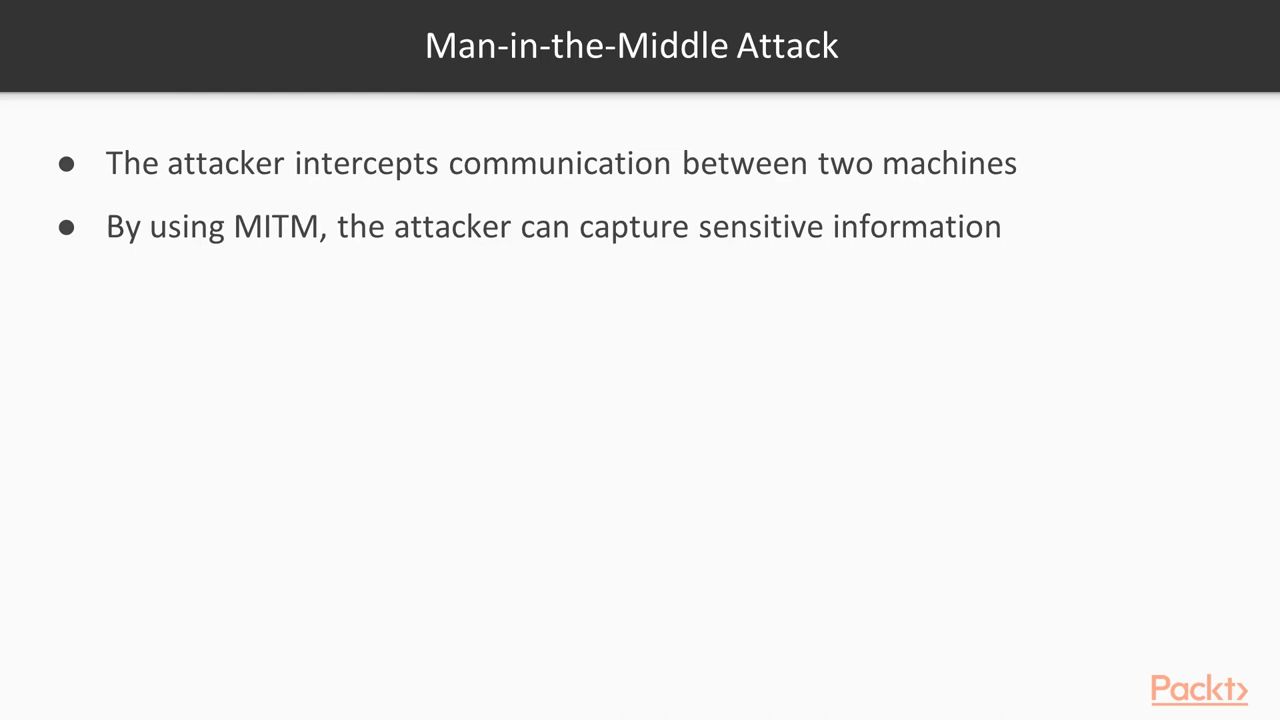 Man-in-the-Middle Attack
● The attacker intercepts communication between two machines
● By using MITM, the attacker can capture sensitive information
Packt>